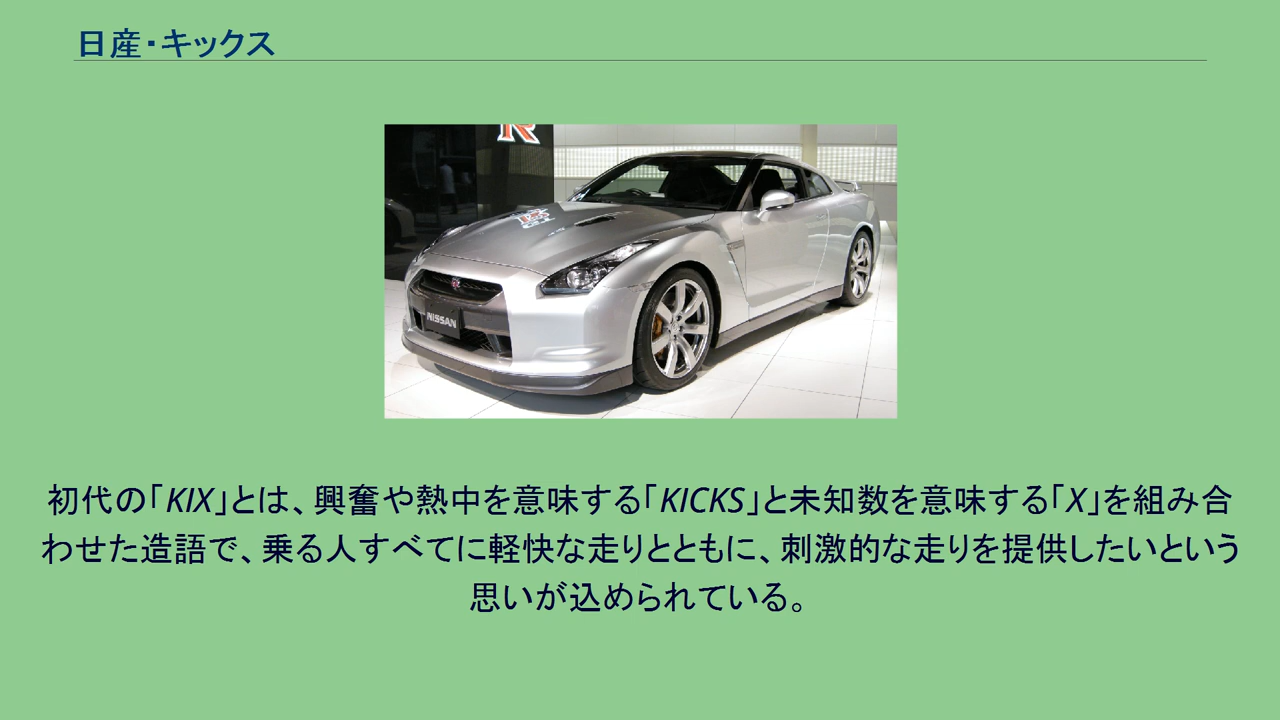 日産・キックス
R
NISSAN
初代の「KIX」とは、興奮や熱中を意味する「KICKS」と未知数を意味する「X」を組み合
わせた造語で、乗る人すべてに軽快な走りとともに、刺激的な走りを提供したいという
思いが込められている。